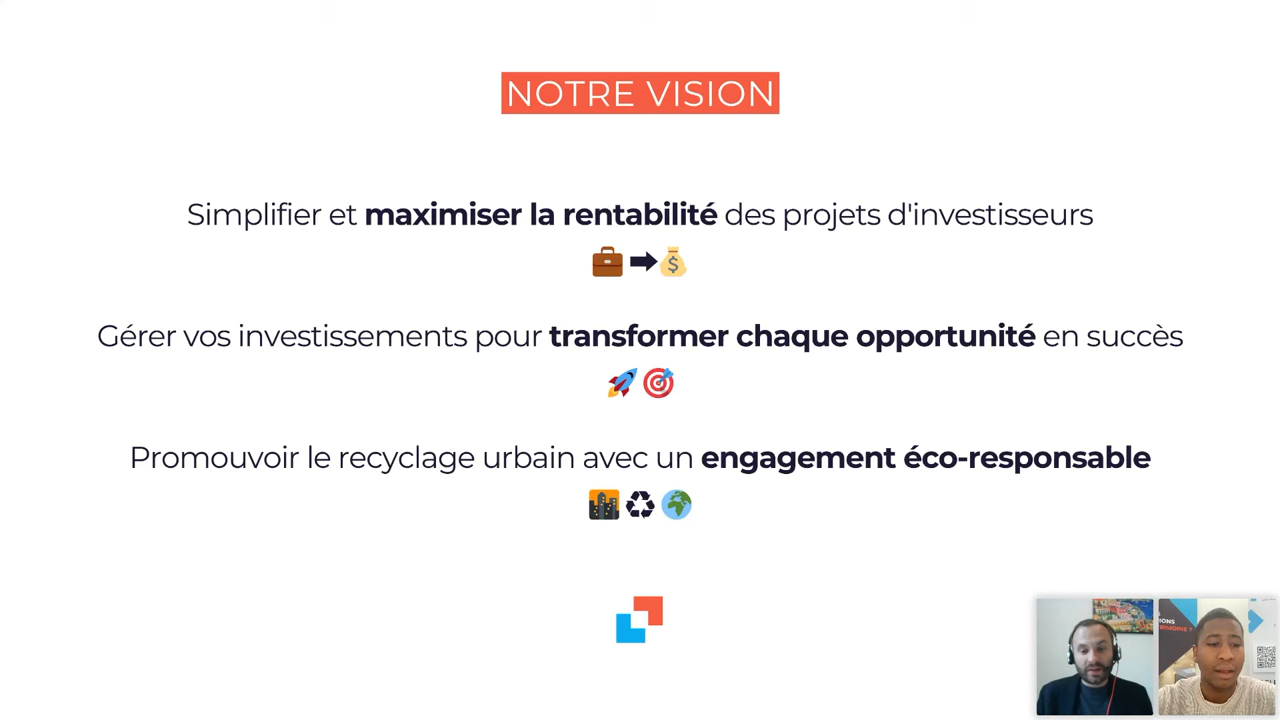 NOTRE VISION
Simplifier et maximiser la rentabilité des projets d'investisseurs
Gérer vos investissements pour transformer chaque opportunité en succès
Promouvoir le recyclage urbain avec un engagement éco-responsable